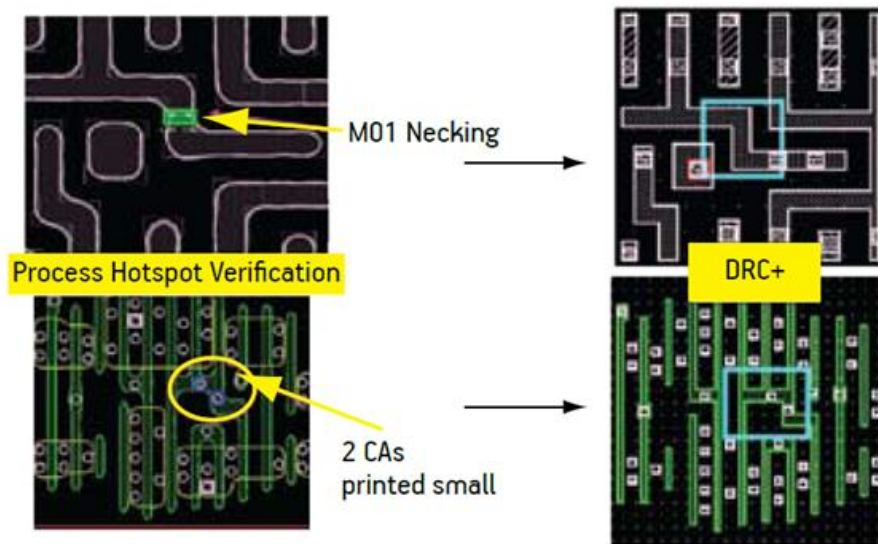 M01 Necking
Process Hotspot Verification
DRC+
2 CAs
printed small